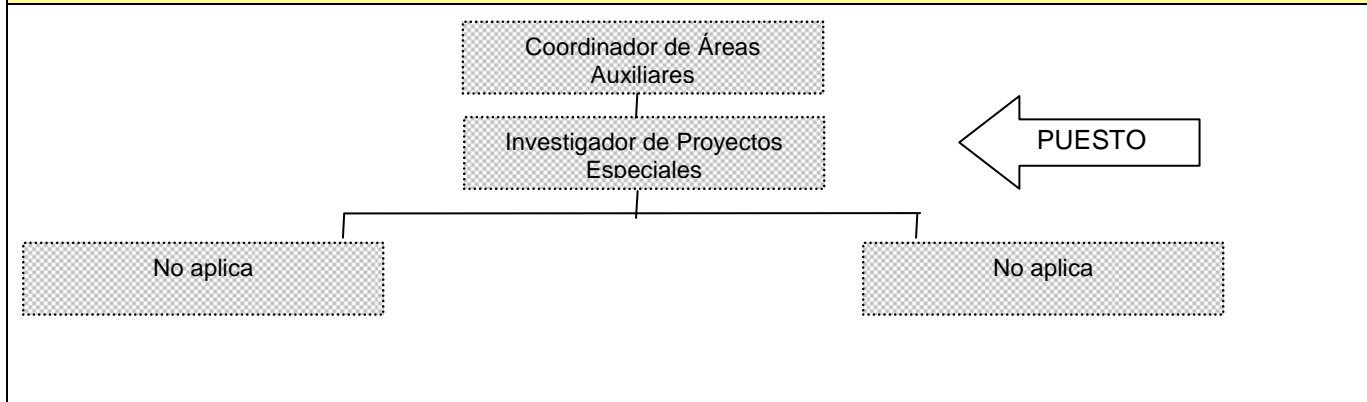 Coordinador de Áreas
Auxiliares
Investigador de Proyectos
Especiales
PUESTO
No aplica
No aplica